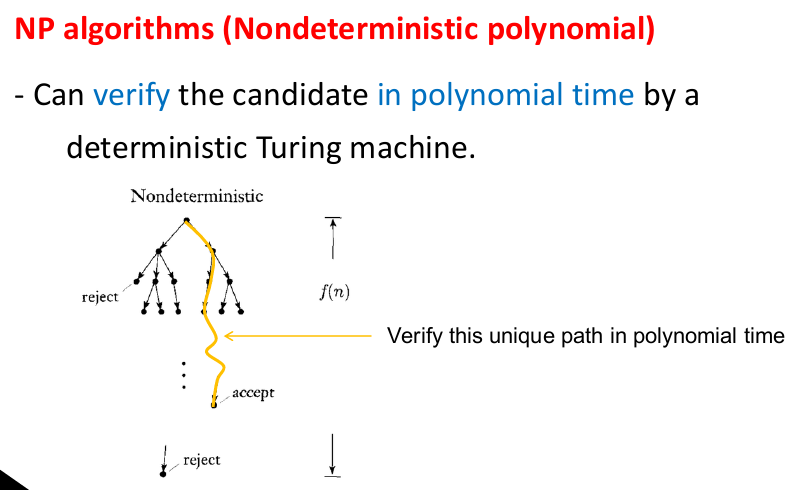 NP algorithms (Nondeterministic polynomial)
- Can verify the candidate in polynomial time by a
deterministic Turing machine.
Nondeterministic
reject
f(n)
Verify this unique path in polynomial time
accept
reject